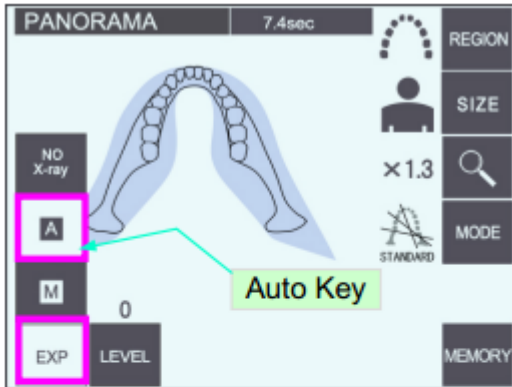 PANORAMA
7.4sec
REGION
SIZE
NO
X-ray
×1.3
A
MODE
STANDARD
Auto Key
M
0
EXP
LEVEL
MEMORY